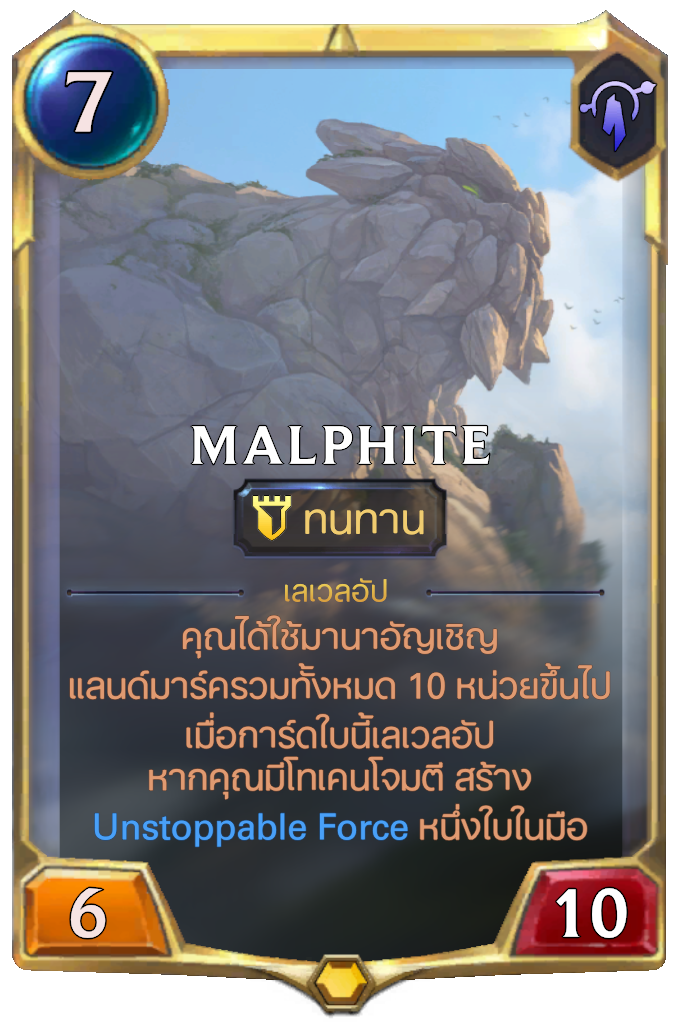 7
MALPHITE
ทนทาน
เลเวลอัป
คุณได้ใช้มานาอัญเชิญ
แลนด์มาร์ครวมทั้งหมด 10 หน่วยขึ้นไป
เมื่อการ์ดใบนี้เลเวลอัป
หากคุณมีโทเคนโจมตี สร้าง
Unstoppable Force หนึ่งใบในมือ
6
10